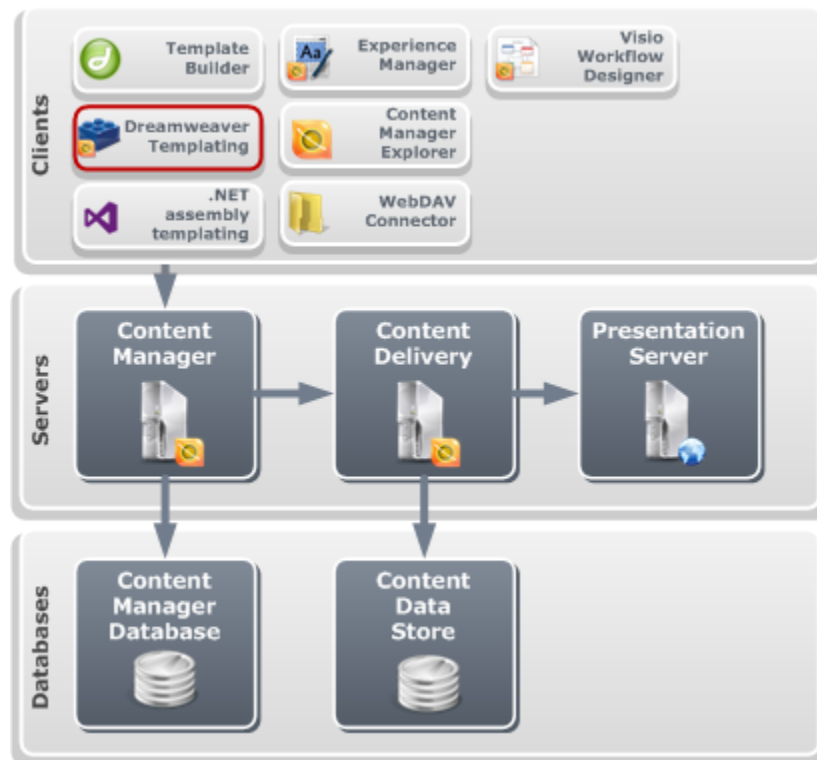 Clients
Template
Builder
Experience
Manager
Visio
Workflow
Designer
Dreamweaver
Templating
Content
Manager
Explorer
.NET
assembly
templating
WebDAV
Connector
Servers
Content
Manager
Content
Delivery
Presentation
Server
Databases
Content
Manager
Database
Content
Data
Store